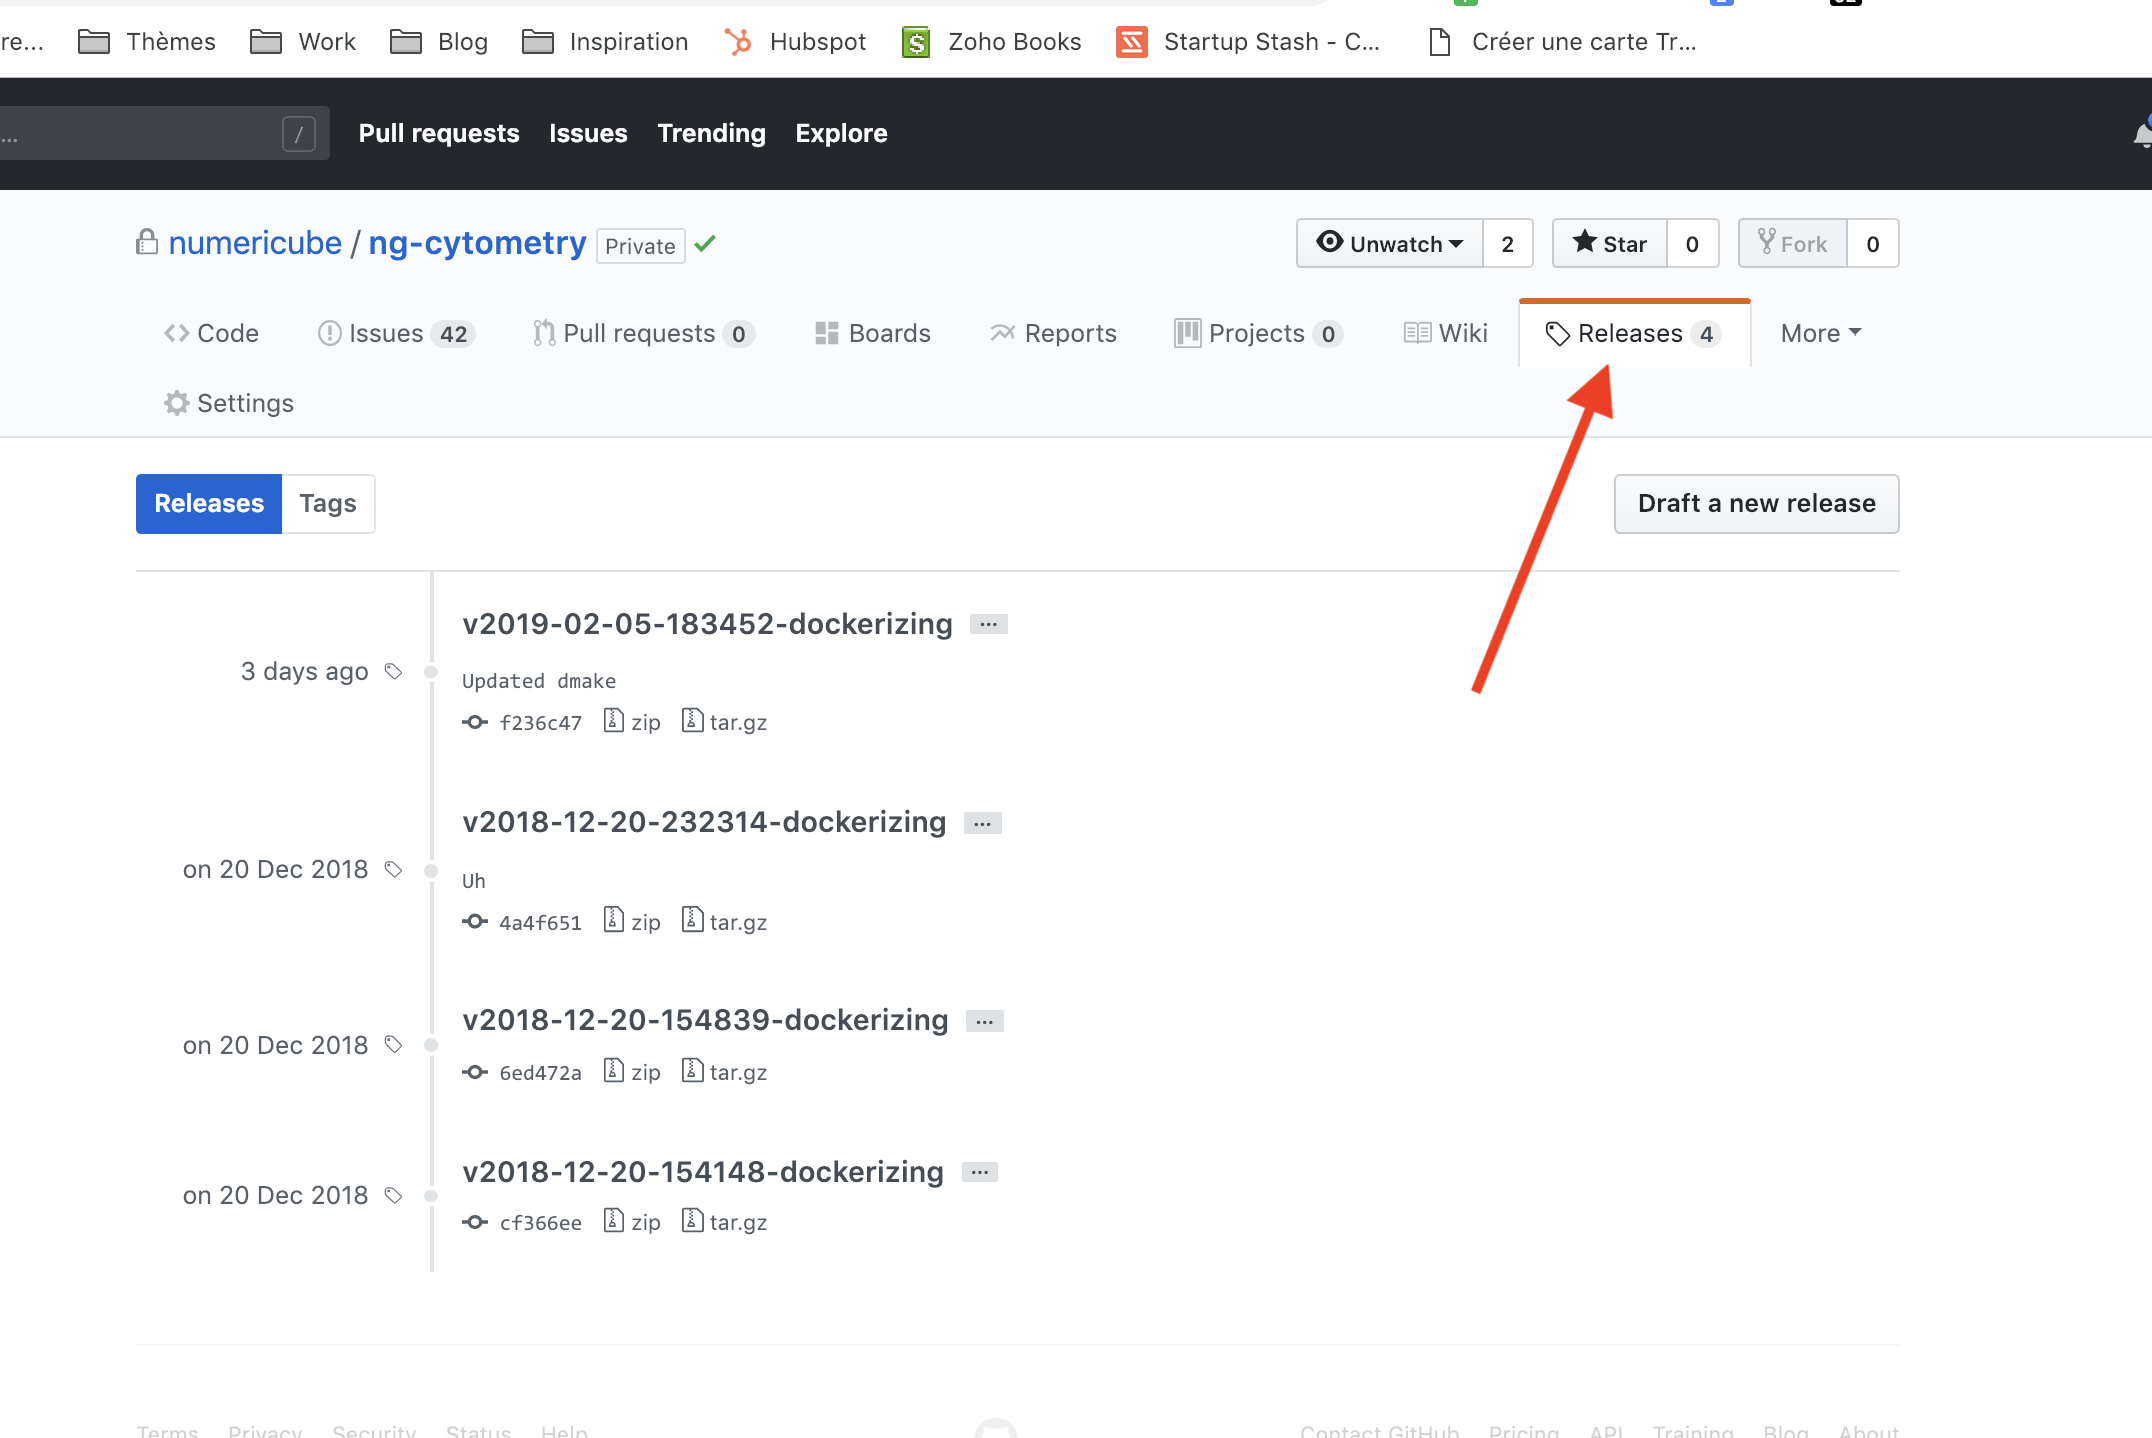 re... Thèmes Work Blog Inspiration Hubspot Zoho Books Startup Stash - C... Créer une carte Tr...
... / Pull requests Issues Trending Explore
numericube / ng-cytometry Private Unwatch 2 Star 0 Fork 0
Code Issues 42 Pull requests 0 Boards Reports Projects 0 Wiki Releases 4 More
Settings
Releases Tags Draft a new release
v2019-02-05-183452-dockerizing ...
3 days ago
Updated dmake
f236c47 zip tar.gz
v2018-12-20-232314-dockerizing ...
on 20 Dec 2018
Uh
4a4f651 zip tar.gz
v2018-12-20-154839-dockerizing ...
on 20 Dec 2018
6ed472a zip tar.gz
v2018-12-20-154148-dockerizing ...
on 20 Dec 2018
cf366ee zip tar.gz
Terms Privacy Security Status Help Contact GitHub Pricing API Training Blog About